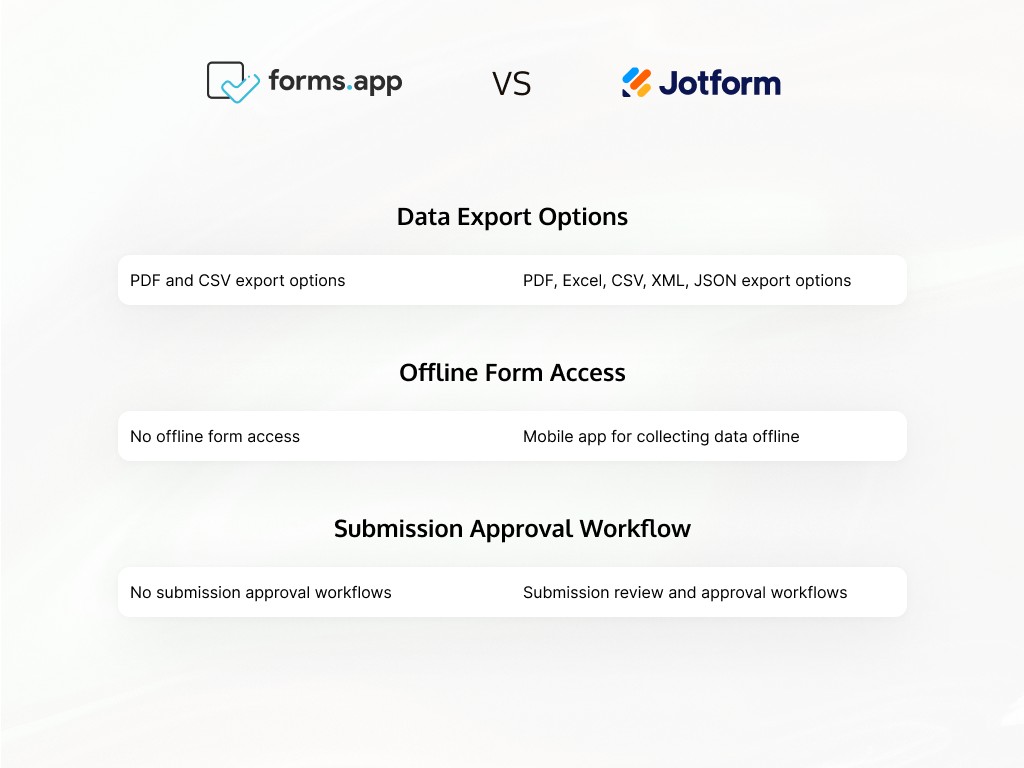 forms.app VS Jotform
Data Export Options
PDF and CSV export options PDF, Excel, CSV, XML, JSON export options
Offline Form Access
No offline form access Mobile app for collecting data offline
Submission Approval Workflow
No submission approval workflows Submission review and approval workflows